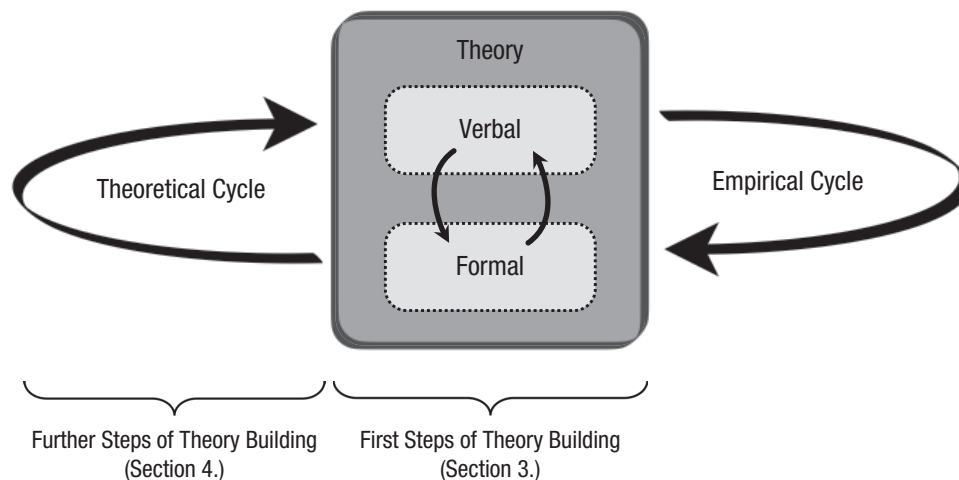 Theory
Verbal
Theoretical Cycle
Empirical Cycle
Formal
Further Steps of Theory Building
(Section 4.)
First Steps of Theory Building
(Section 3.)